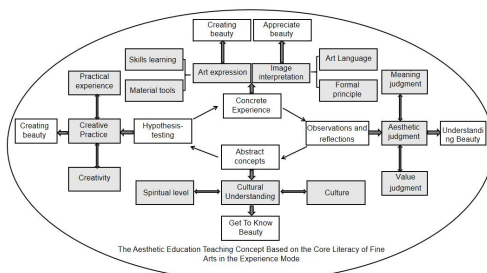 Creating
beauty
Appreciate
beauty
Skills learning
Art expression
Image
interpretation
Art Language
Material tools
Formal
principle
Practical
experience
Meaning
judgment
Concrete
Experience
Creating
beauty
Creative
Practice
Hypothesis-
testing
Observations and
reflections
Aesthetic
judgment
Understandi
ng Beauty
Abstract
concepts
Creativity
Value
judgment
Spiritual level
Cultural
Understanding
Culture
Get To Know
Beauty
The Aesthetic Education Teaching Concept Based on the Core Literacy of Fine
Arts in the Experience Mode